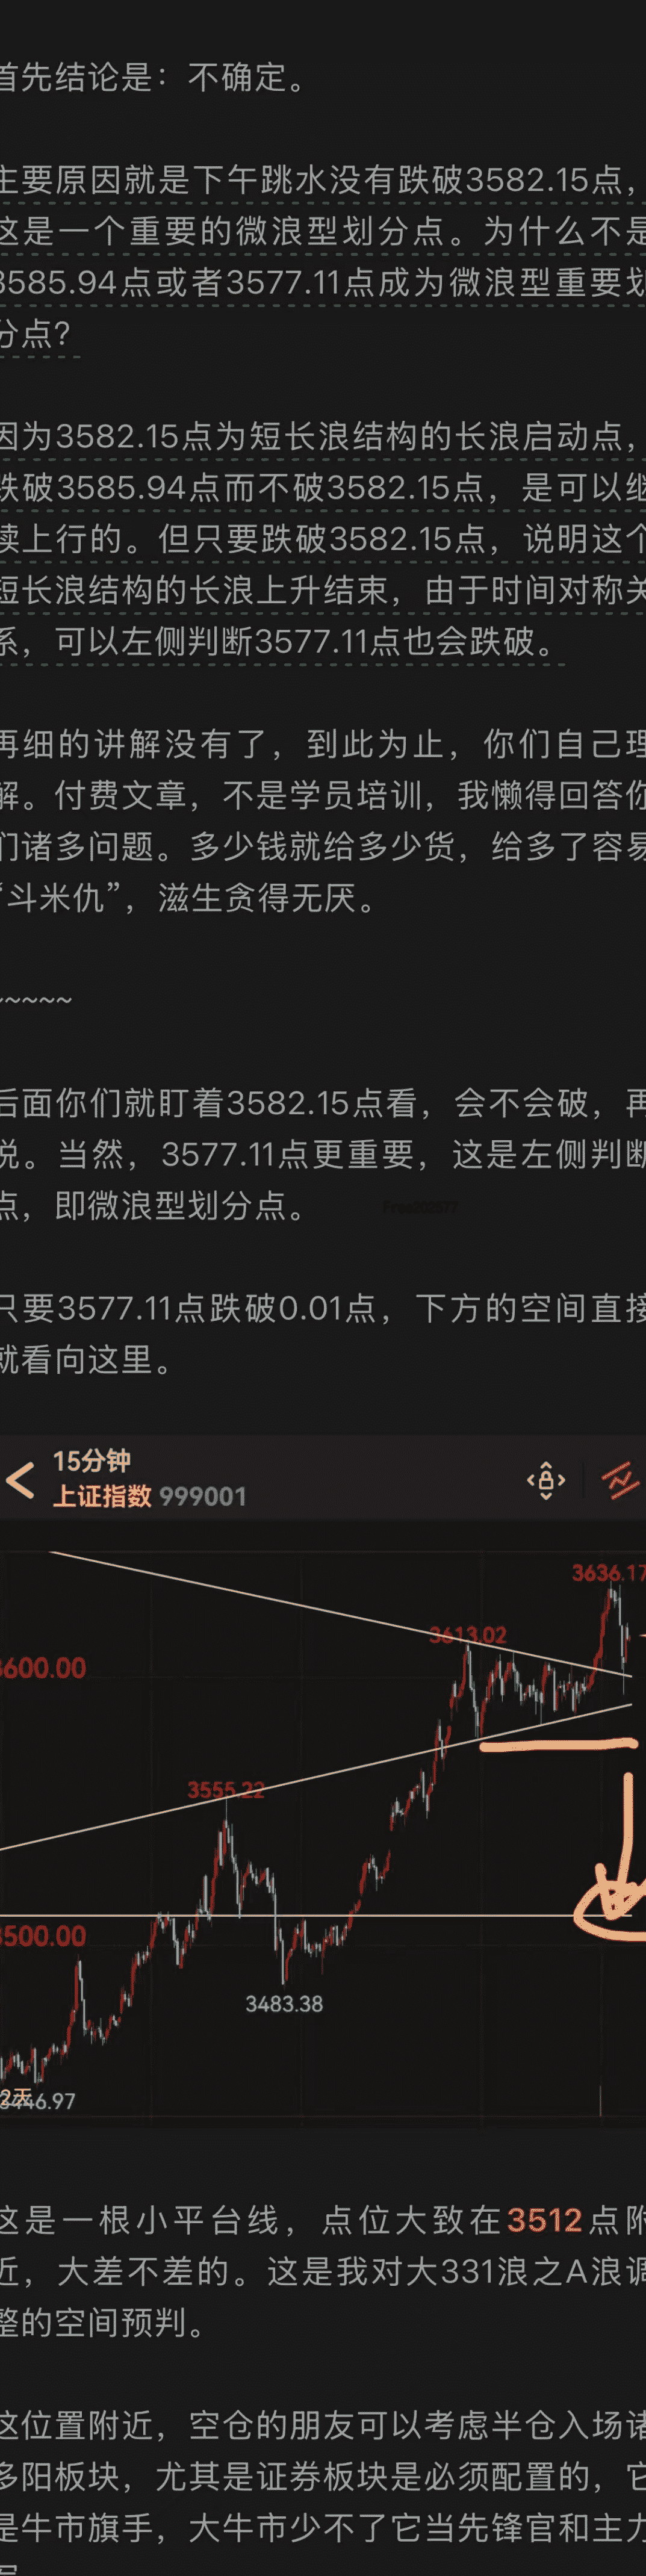 首先结论是：不确定。
主要原因就是下午跳水没有跌破3582.15点，
这是一个重要的微浪型划分点。为什么不是
3585.94点或者3577.11点成为微浪型重要划
分点？
因为3582.15点为短长浪结构的长浪启动点，
跌破3585.94点而不破3582.15点，是可以继
续上行的。但只要跌破3582.15点，说明这个
短长浪结构的长浪上升结束，由于时间对称关
系，可以左侧判断3577.11点也会跌破。
再细的讲解没有了，到此为止，你们自己理
解。付费文章，不是学员培训，我懒得回答你
们诸多问题。多少钱就给多少货，给多了容易
“斗米仇”，滋生贪得无厌。
~~~~~
后面你们就盯着3582.15点看，会不会破，再
说。当然，3577.11点更重要，这是左侧判断
点，即微浪型划分点。
只要3577.11点跌破0.01点，下方的空间直接
就看向这里。
15分钟
上证指数 999001
3636.17
3613.02
3600.00
3555.22
3500.00
3483.38
2天
3446.97
这是一根小平台线，点位大致在3512点附
近，大差不差的。这是我对大331浪之A浪调
整的空间预判。
这位置附近，空仓的朋友可以考虑半仓入场诸
多阳板块，尤其是证券板块是必须配置的，它
是牛市旗手，大牛市少不了它当先锋官和主力